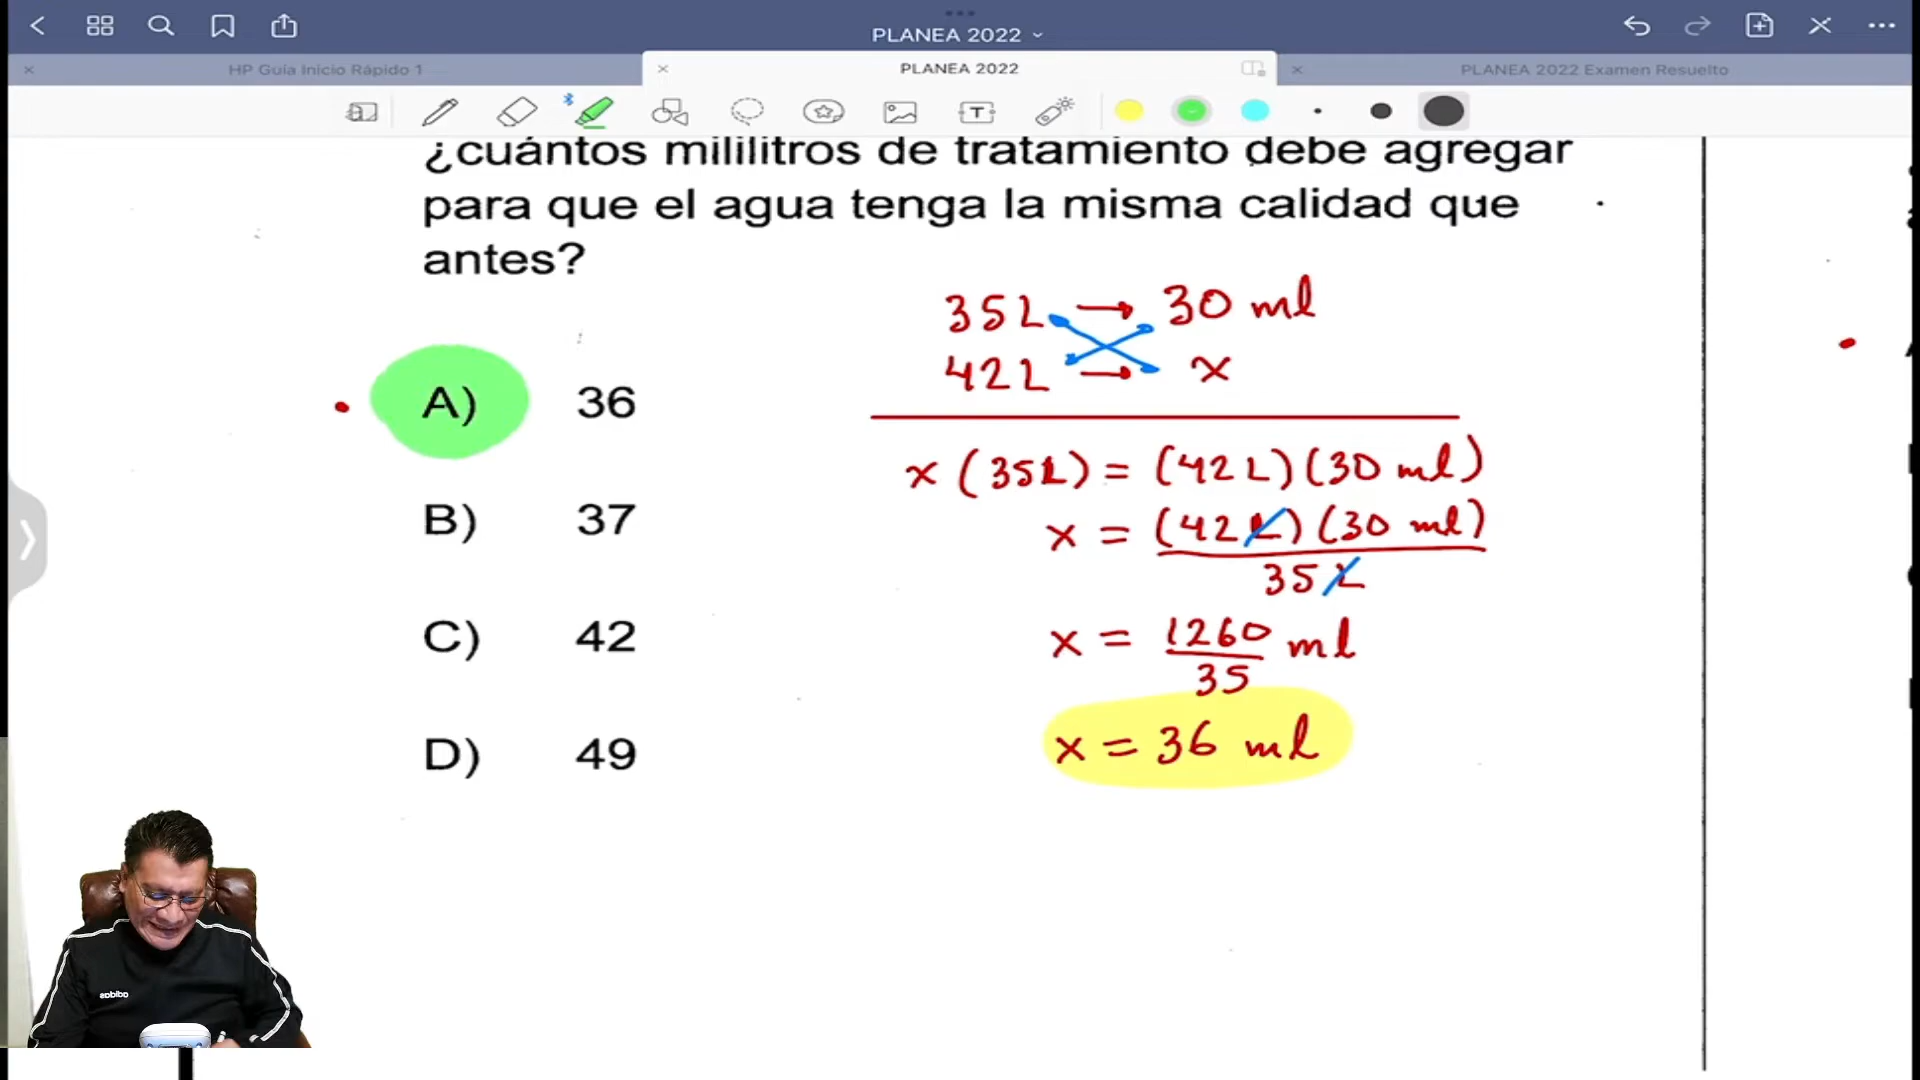 PLANEA 2022
HP Guía Inicio Rápido 1
PLANEA 2022
PLANEA 2022 Examen Resuelto
¿cuántos mililitros de tratamiento debe agregar
para que el agua tenga la misma calidad que
antes?
35L → 30 ml
42L → x
A) 36
x (35L) = (42L)(30 ml)
B) 37
x = (42L)(30 ml)
35L
C) 42
x = 1260 ml
35
D) 49
x = 36 ml
adidas